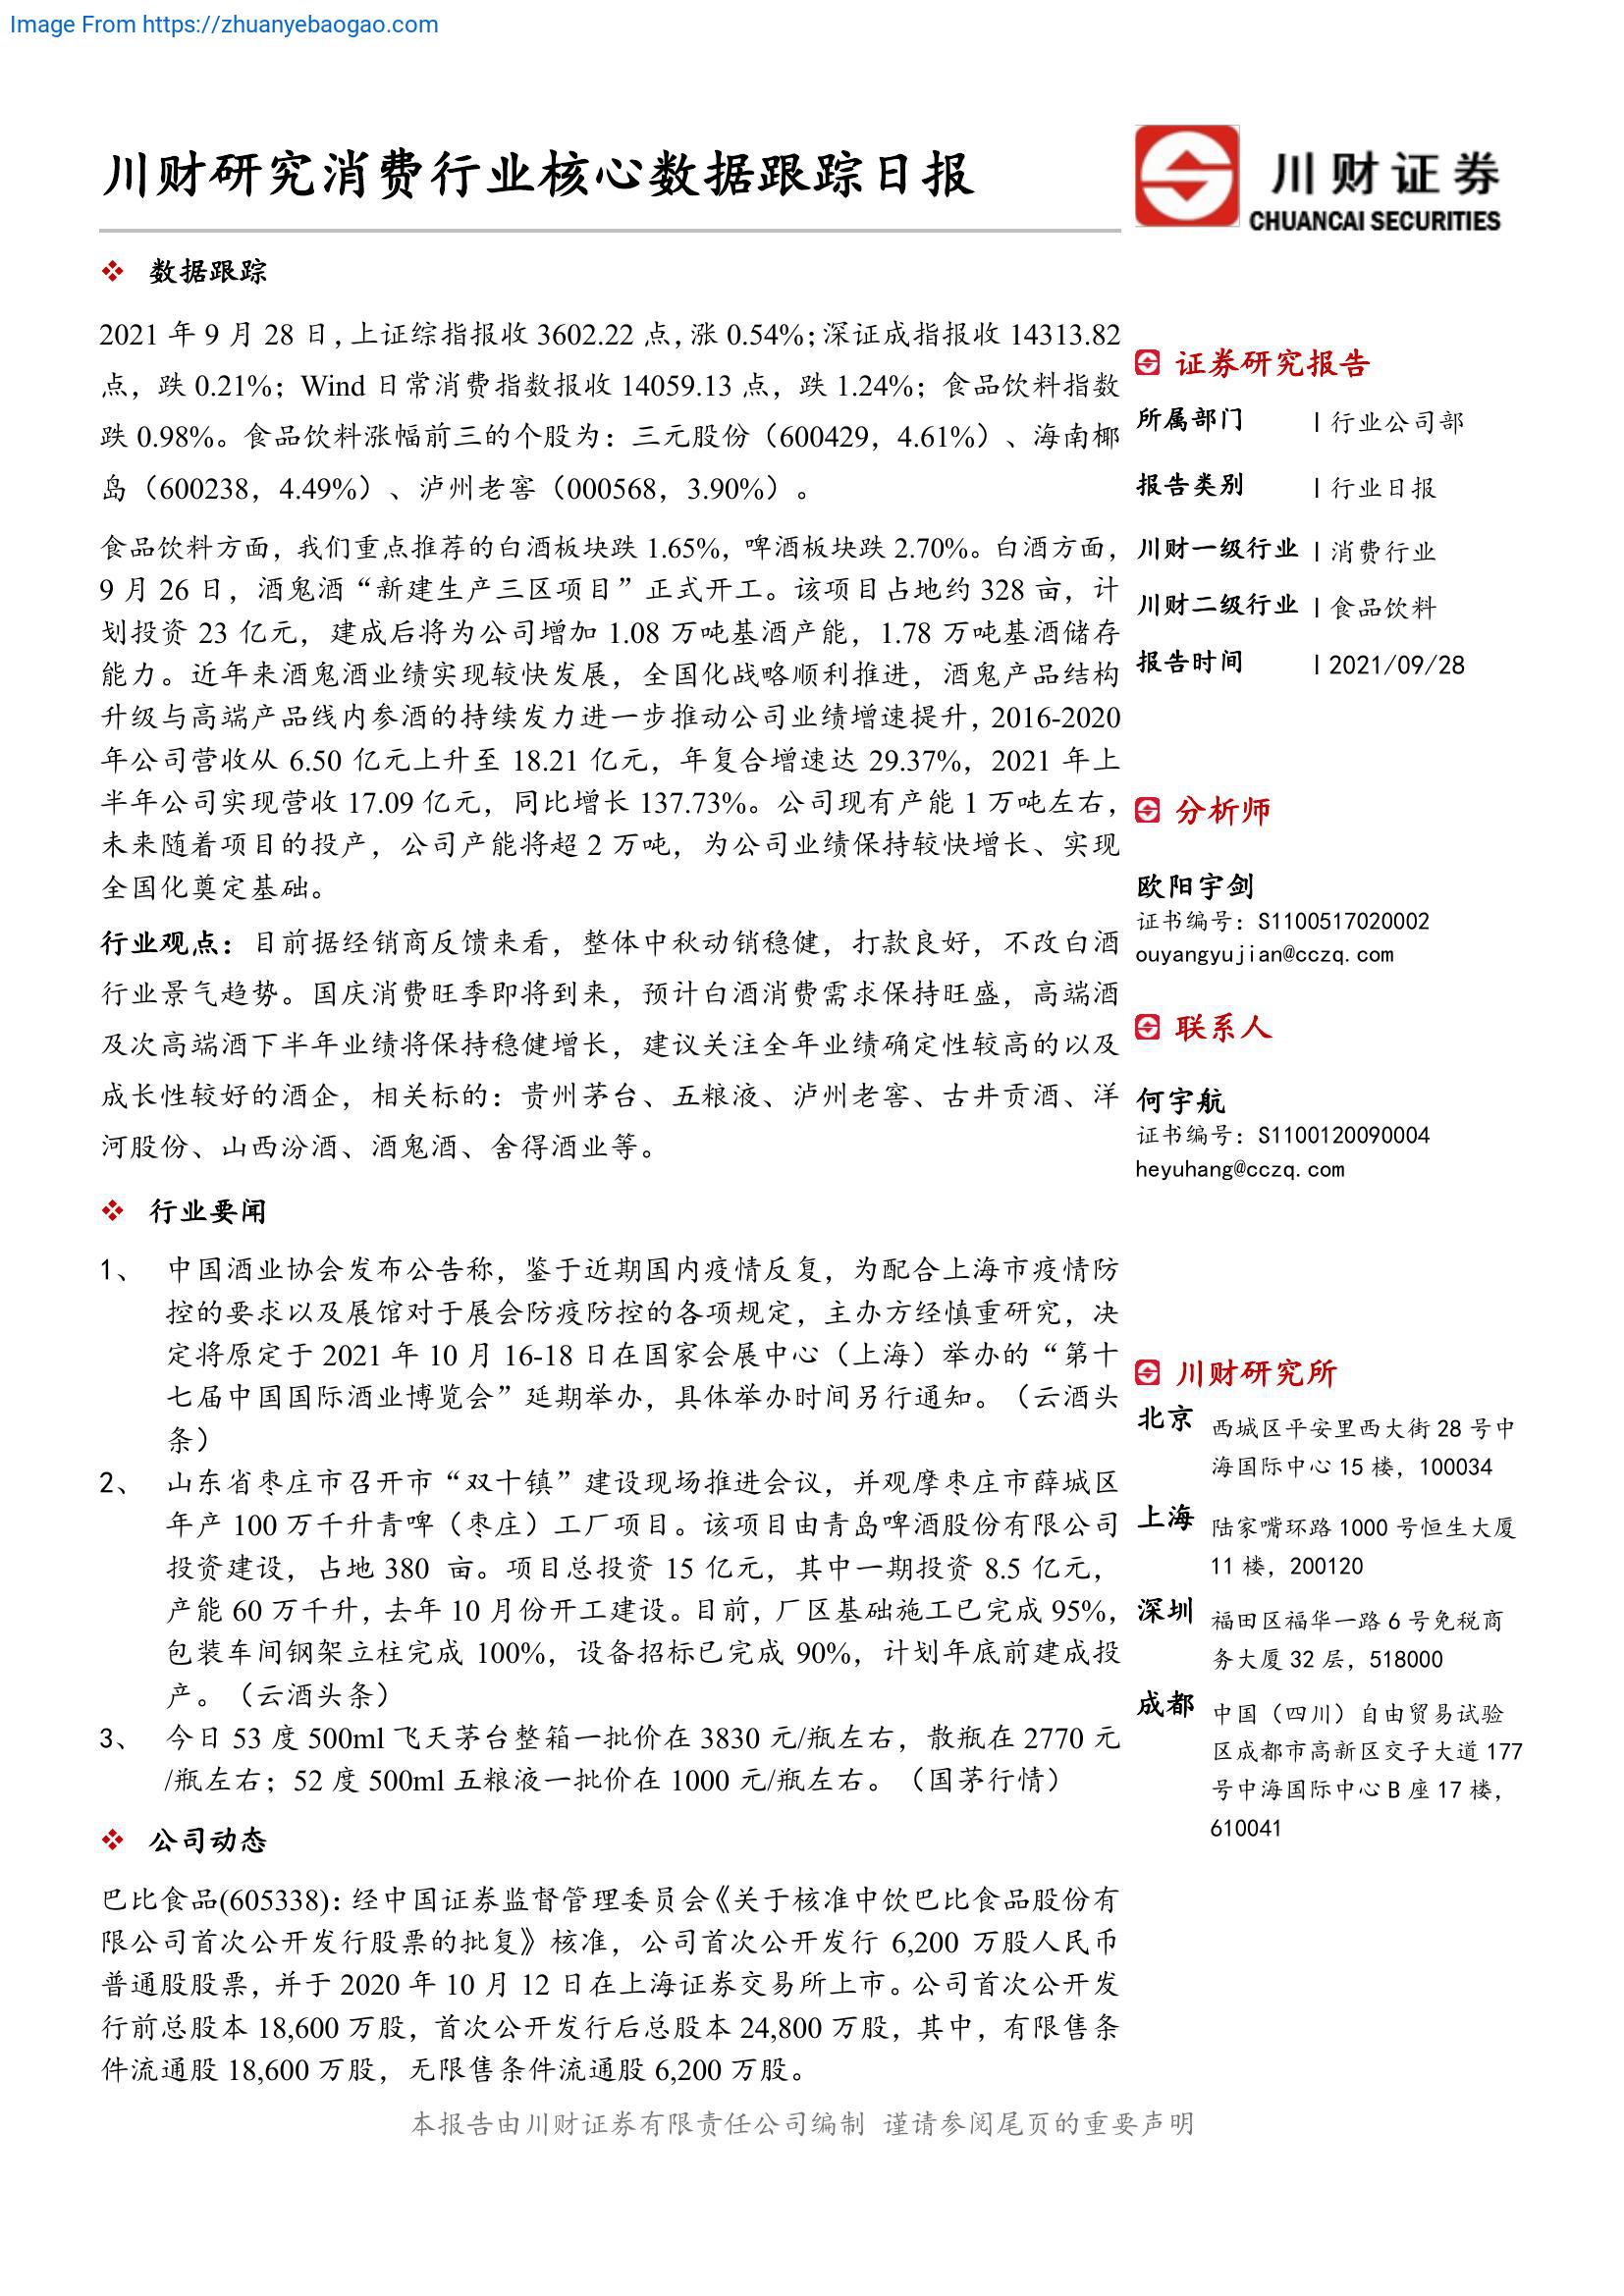 Image From https://zhuanyebaogao.com
川财研究消费行业核心数据跟踪日报
川财证券
CHUANCAI SECURITIES
数据跟踪
2021 年 9 月 28 日，上证综指报收 3602.22 点，涨 0.54%；深证成指报收 14313.82
点，跌 0.21%；Wind 日常消费指数报收 14059.13 点，跌 1.24%；食品饮料指数
跌 0.98%。食品饮料涨幅前三的个股为：三元股份（600429，4.61%）、海南椰
岛（600238，4.49%）、泸州老窖（000568，3.90%）。
食品饮料方面，我们重点推荐的白酒板块跌 1.65%，啤酒板块跌 2.70%。白酒方面，
9 月 26 日，酒鬼酒“新建生产三区项目”正式开工。该项目占地约 328 亩，计
划投资 23 亿元，建成后将为公司增加 1.08 万吨基酒产能，1.78 万吨基酒储存
能力。近年来酒鬼酒业绩实现较快发展，全国化战略顺利推进，酒鬼产品结构
升级与高端产品线内参酒的持续发力进一步推动公司业绩增速提升，2016-2020
年公司营收从 6.50 亿元上升至 18.21 亿元，年复合增速达 29.37%，2021 年上
半年公司实现营收 17.09 亿元，同比增长 137.73%。公司现有产能 1 万吨左右，
未来随着项目的投产，公司产能将超 2 万吨，为公司业绩保持较快增长、实现
全国化奠定基础。
行业观点：目前据经销商反馈来看，整体中秋动销稳健，打款良好，不改白酒
行业景气趋势。国庆消费旺季即将到来，预计白酒消费需求保持旺盛，高端酒
及次高端酒下半年业绩将保持稳健增长，建议关注全年业绩确定性较高的以及
成长性较好的酒企，相关标的：贵州茅台、五粮液、泸州老窖、古井贡酒、洋
河股份、山西汾酒、酒鬼酒、舍得酒业等。
行业要闻
1、 中国酒业协会发布公告称，鉴于近期国内疫情反复，为配合上海市疫情防
控的要求以及展馆对于展会防疫防控的各项规定，主办方经慎重研究，决
定将原定于 2021 年 10 月 16-18 日在国家会展中心（上海）举办的“第十
七届中国国际酒业博览会”延期举办，具体举办时间另行通知。（云酒头
条）
2、 山东省枣庄市召开市“双十镇”建设现场推进会议，并观摩枣庄市薛城区
年产 100 万千升青啤（枣庄）工厂项目。该项目由青岛啤酒股份有限公司
投资建设，占地 380 亩。项目总投资 15 亿元，其中一期投资 8.5 亿元，
产能 60 万千升，去年 10 月份开工建设。目前，厂区基础施工已完成 95%，
包装车间钢架立柱完成 100%，设备招标已完成 90%，计划年底前建成投
产。（云酒头条）
3、 今日 53 度 500ml 飞天茅台整箱一批价在 3830 元/瓶左右，散瓶在 2770 元
/瓶左右；52 度 500ml 五粮液一批价在 1000 元/瓶左右。（国茅行情）
公司动态
巴比食品(605338)：经中国证券监督管理委员会《关于核准中饮巴比食品股份有
限公司首次公开发行股票的批复》核准，公司首次公开发行 6,200 万股人民币
普通股股票，并于 2020 年 10 月 12 日在上海证券交易所上市。公司首次公开发
行前总股本 18,600 万股，首次公开发行后总股本 24,800 万股，其中，有限售条
件流通股 18,600 万股，无限售条件流通股 6,200 万股。
证券研究报告
所属部门 | 行业公司部
报告类别 | 行业日报
川财一级行业 | 消费行业
川财二级行业 | 食品饮料
报告时间 | 2021/09/28
分析师
欧阳宇剑
证书编号：S1100517020002
ouyangyujian@cczq.com
联系人
何宇航
证书编号：S1100120090004
heyuhang@cczq.com
川财研究所
北京 西城区平安里西大街 28 号中
海国际中心 15 楼，100034
上海 陆家嘴环路 1000 号恒生大厦
11 楼，200120
深圳 福田区福华一路 6 号免税商
务大厦 32 层，518000
成都 中国（四川）自由贸易试验
区成都市高新区交子大道 177
号中海国际中心 B 座 17 楼，
610041
本报告由川财证券有限责任公司编制 谨请参阅尾页的重要声明